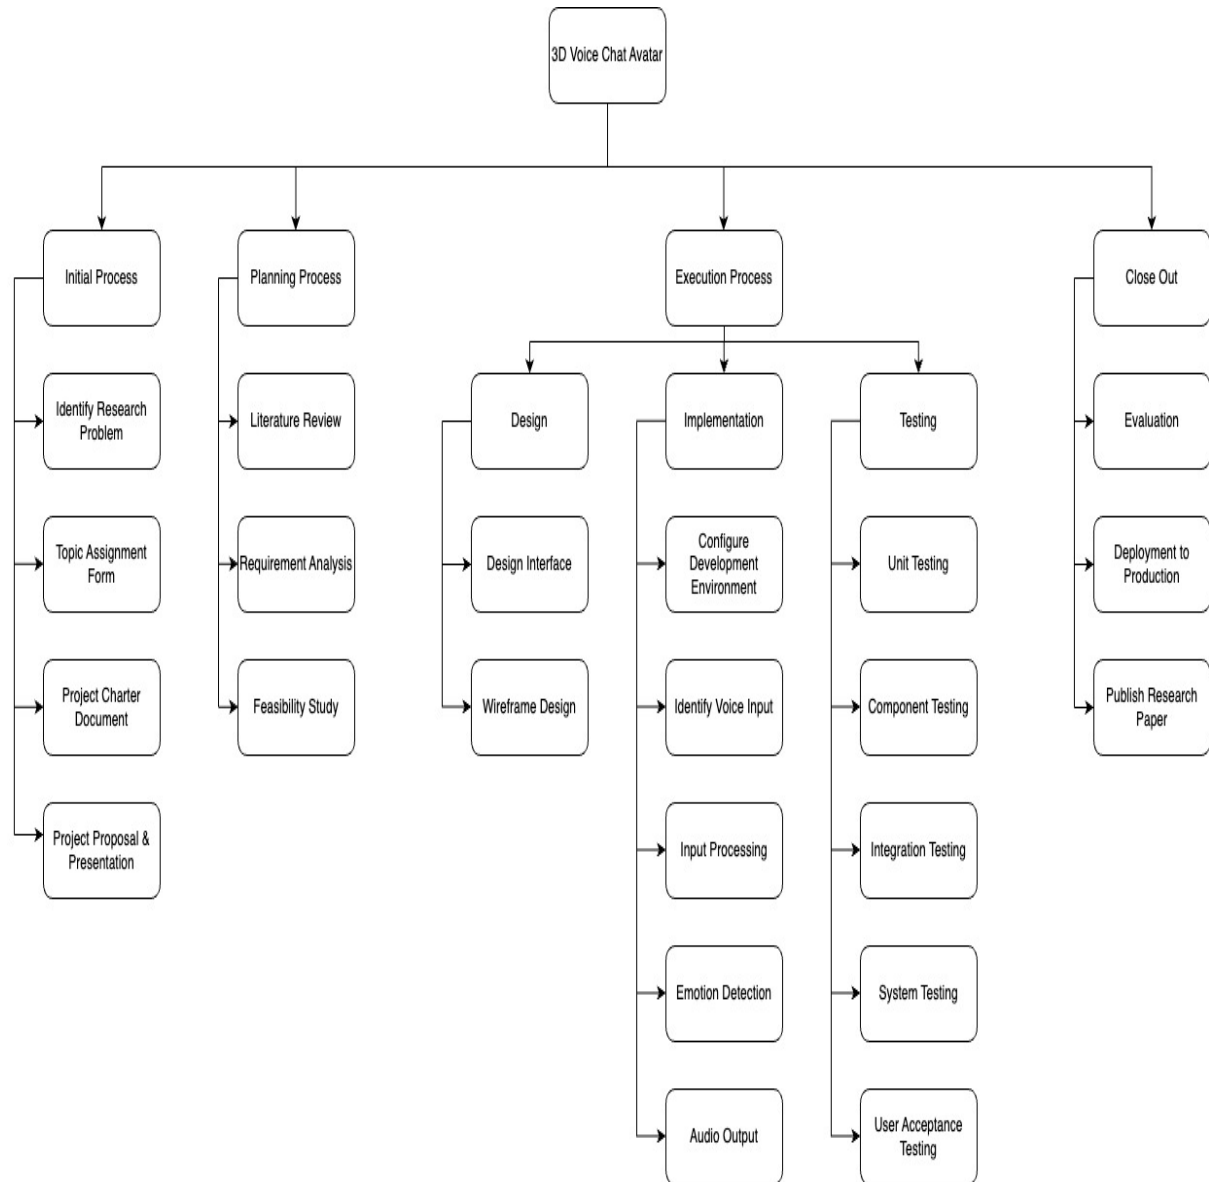 3D Voice Chat Avatar
Initial Process
Planning Process
Execution Process
Close Out
Identify Research
Problem
Literature Review
Design
Implementation
Testing
Evaluation
Topic Assignment
Form
Requirement Analysis
Design Interface
Configure
Development
Environment
Unit Testing
Deployment to
Production
Project Charter
Document
Feasibility Study
Wireframe Design
Identify Voice Input
Component Testing
Publish Research
Paper
Project Proposal &
Presentation
Input Processing
Integration Testing
Emotion Detection
System Testing
Audio Output
User Acceptance
Testing